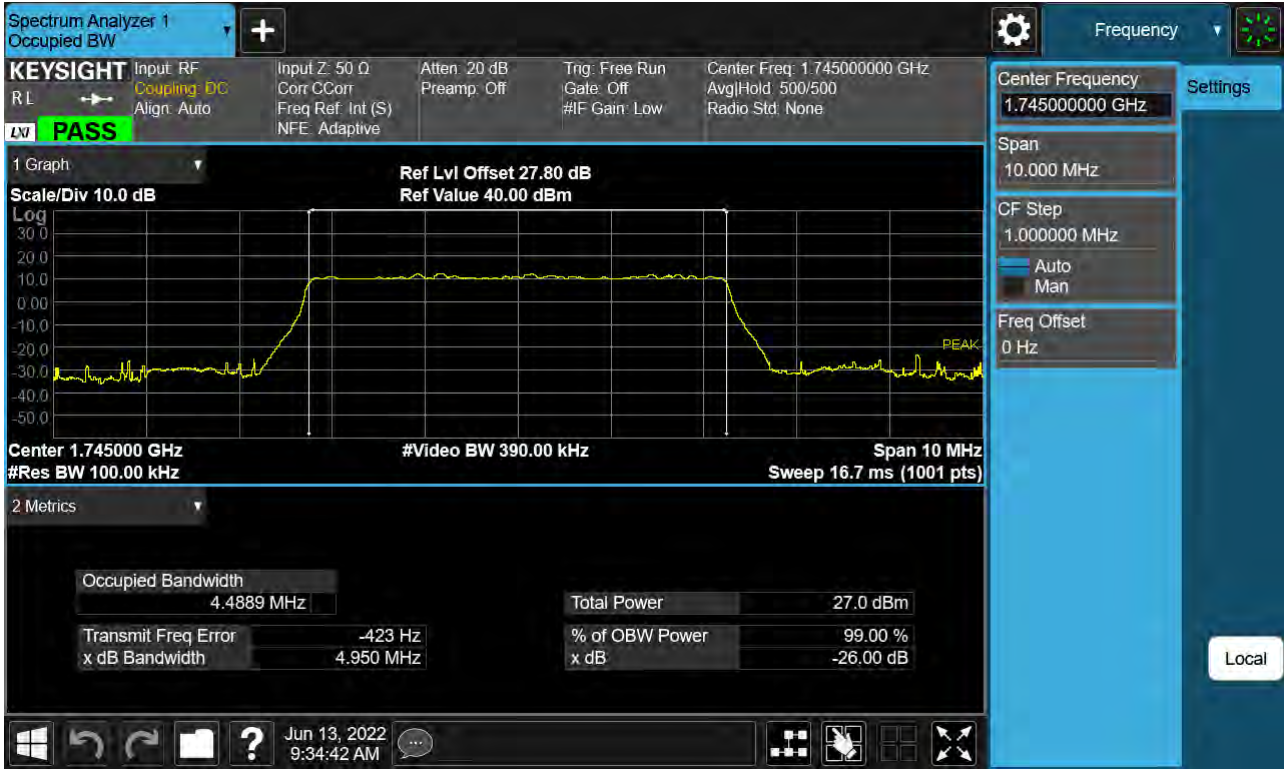 Spectrum Analyzer 1
Occupied BW
Frequency
KEYSIGHT
RL
LXI
PASS
Input: RF
Coupling: DC
Align: Auto
Input Z: 50 Ω
Corr CCorr
Freq Ref: Int (S)
NFE: Adaptive
Atten: 20 dB
Preamp: Off
Trig: Free Run
Gate: Off
#IF Gain: Low
Center Freq: 1.745000000 GHz
Avg|Hold: 500/500
Radio Std: None
Center Frequency
1.745000000 GHz
Settings
Span
10.000 MHz
CF Step
1.000000 MHz
Auto
Man
Freq Offset
0 Hz
1 Graph
Scale/Div 10.0 dB
Ref Lvl Offset 27.80 dB
Ref Value 40.00 dBm
Log
30.0
20.0
10.0
0.00
-10.0
-20.0
-30.0
-40.0
-50.0
PEAK
Center 1.745000 GHz
#Video BW 390.00 kHz
Span 10 MHz
#Res BW 100.00 kHz
Sweep 16.7 ms (1001 pts)
2 Metrics
Occupied Bandwidth
4.4889 MHz
Total Power 27.0 dBm
Transmit Freq Error -423 Hz
% of OBW Power 99.00 %
x dB Bandwidth 4.950 MHz
x dB -26.00 dB
Local
?
Jun 13, 2022
9:34:42 AM